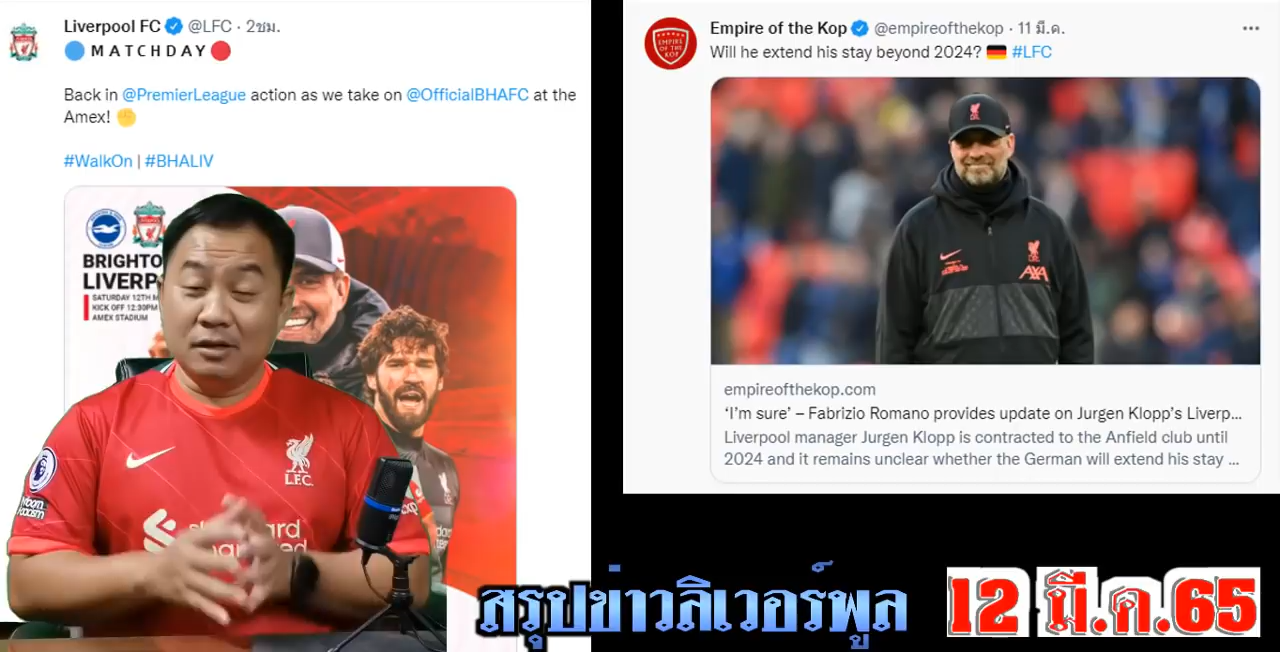 Liverpool FC @LFC · 2ชม.
🔵 MATCHDAY 🔴
Back in @PremierLeague action as we take on @OfficialBHAFC at the
Amex! ✊
#WalkOn | #BHALIV
BRIGHTO
LIVERP
SATURDAY 12TH M
KICK OFF 12:30PM
AMEX STADIUM
L.F.C.
Empire of the Kop @empireofthekop · 11 มี.ค.
Will he extend his stay beyond 2024? 🇩🇪 #LFC
EMPIRE
OF THE
KOP
AXA
empireofthekop.com
‘I’m sure’ – Fabrizio Romano provides update on Jurgen Klopp’s Liverp...
Liverpool manager Jurgen Klopp is contracted to the Anfield club until
2024 and it remains unclear whether the German will extend his stay ...
สรุปข่าวลิเวอร์พูล 12 มี.ค.65